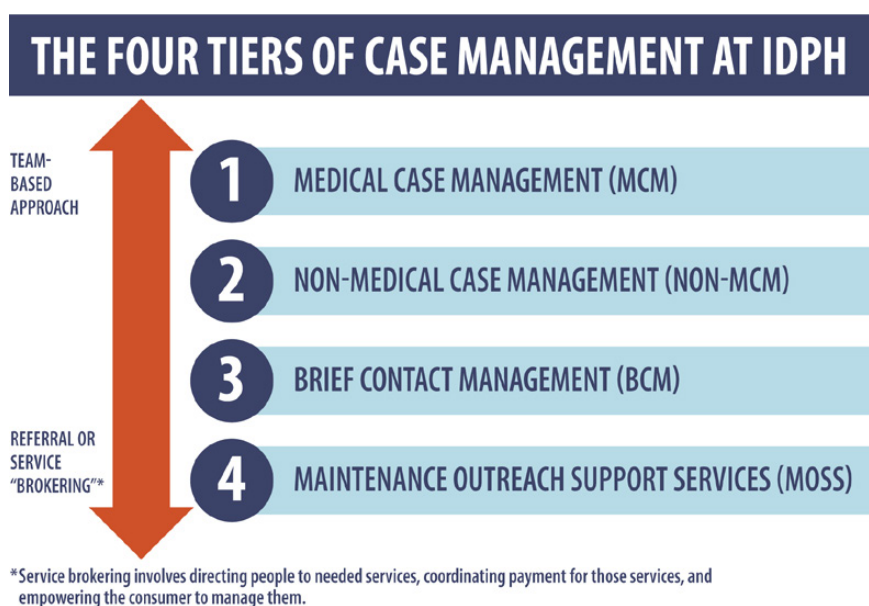 THE FOUR TIERS OF CASE MANAGEMENT AT IDPH
TEAM-
BASED
APPROACH
1 MEDICAL CASE MANAGEMENT (MCM)
2 NON-MEDICAL CASE MANAGEMENT (NON-MCM)
3 BRIEF CONTACT MANAGEMENT (BCM)
REFERRAL OR
SERVICE
"BROKERING"*
4 MAINTENANCE OUTREACH SUPPORT SERVICES (MOSS)
*Service brokering involves directing people to needed services, coordinating payment for those services, and
empowering the consumer to manage them.